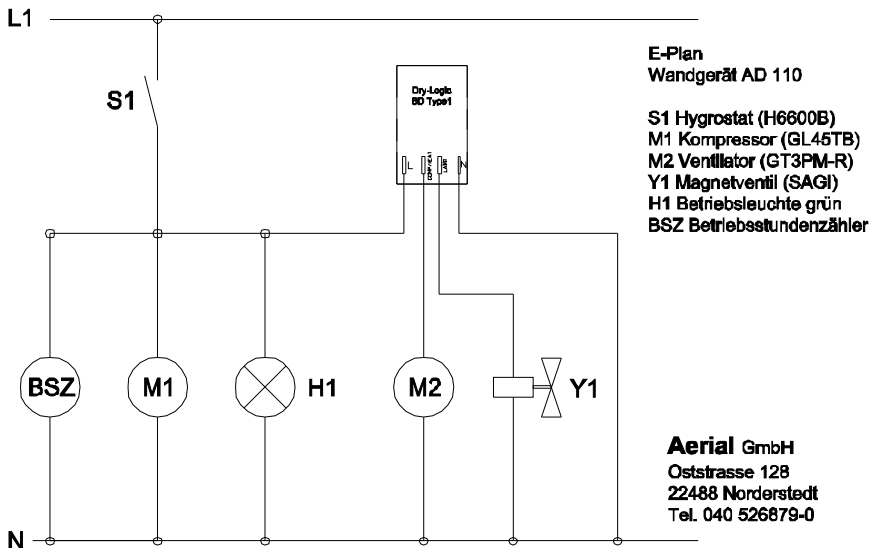 L1
E-Plan
Wandgerät AD 110
S1
Dry-Logic
BD Type1
S1 Hygrostat (H6600B)
M1 Kompressor (GL45TB)
M2 Ventilator (GT3PM-R)
Y1 Magnetventil (SAGI)
H1 Betriebsleuchte grün
BSZ Betriebsstundenzähler
L
N
BSZ
M1
H1
M2
Y1
Aerial GmbH
Oststrasse 128
22488 Norderstedt
Tel. 040 526879-0
N